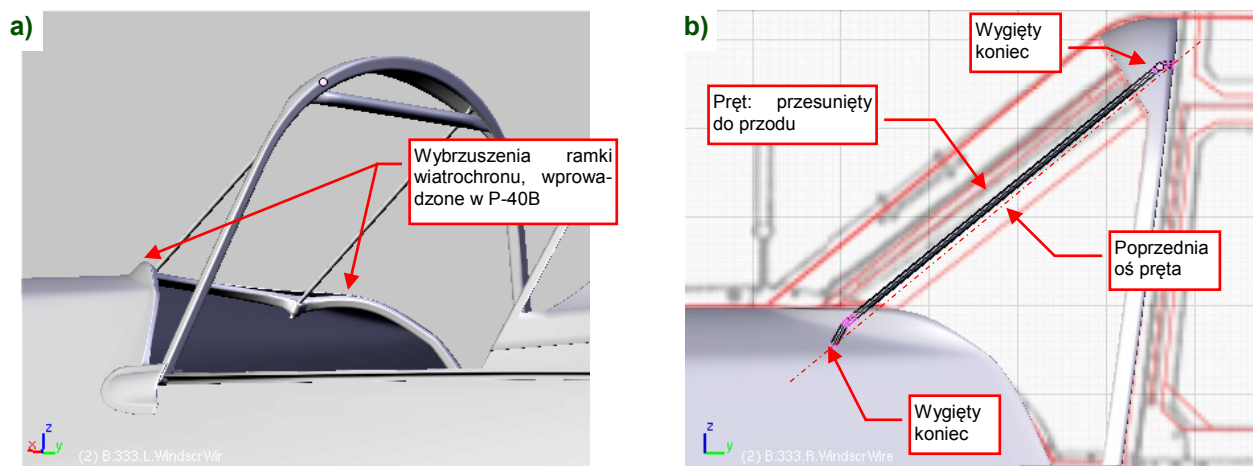 a)
Wybrzuszenia ramki
wiatrochronu, wprowa-
dzone w P-40B
z
x
y
(2) B.333.L.WindscrWir
b)
Wygięty
koniec
Pręt: przesunięty
do przodu
Poprzednia
oś pręta
Wygięty
koniec
z
y
(2) B.333.R.WindscrWire